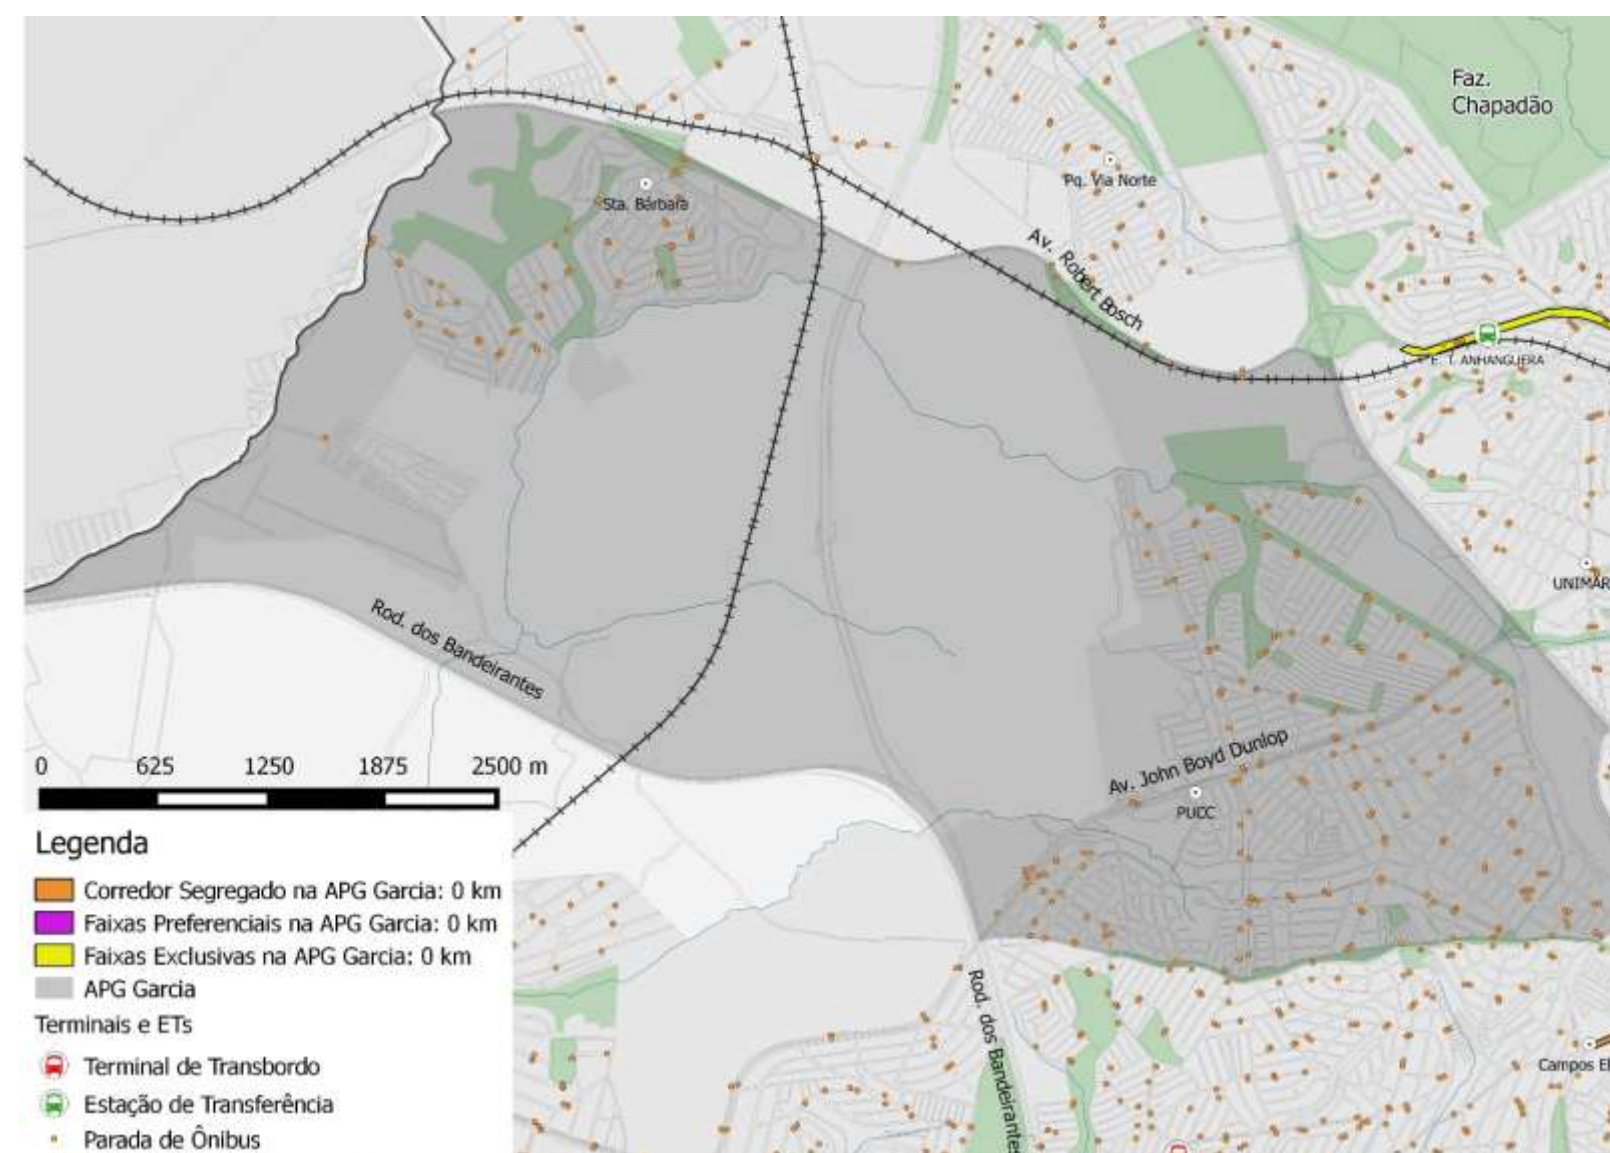 Faz.
Chapadão
Pq. Via Norte
Sta. Bárbara
Av. Robert Bosch
E. T. ANHANGUERA
UNIMAR
Rod. dos Bandeirantes
Av. John Boyd Dunlop
PUCC
0 625 1250 1875 2500 m
Legenda
Corredor Segregado na APG Garcia: 0 km
Faixas Preferenciais na APG Garcia: 0 km
Faixas Exclusivas na APG Garcia: 0 km
APG Garcia
Terminais e ETs
Terminal de Transbordo
Estação de Transferência
Parada de Ônibus
Rod. dos Bandeirantes
Campos El